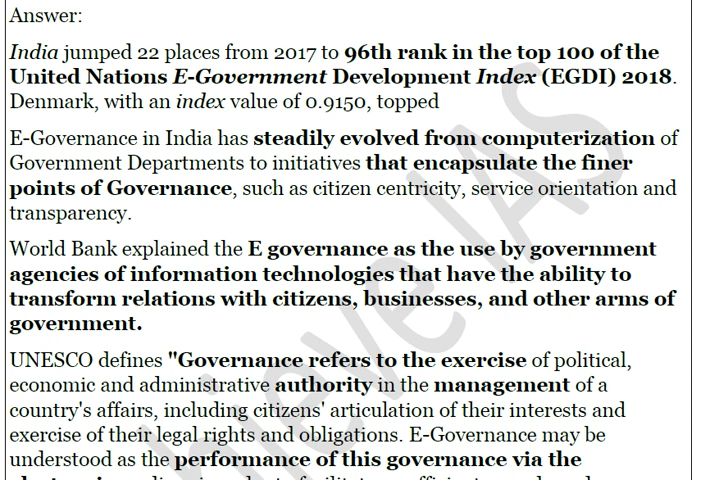 Answer:
India jumped 22 places from 2017 to 96th rank in the top 100 of the
United Nations E-Government Development Index (EGDI) 2018.
Denmark, with an index value of 0.9150, topped
E-Governance in India has steadily evolved from computerization of
Government Departments to initiatives that encapsulate the finer
points of Governance, such as citizen centricity, service orientation and
transparency.
World Bank explained the E governance as the use by government
agencies of information technologies that have the ability to
transform relations with citizens, businesses, and other arms of
government.
UNESCO defines "Governance refers to the exercise of political,
economic and administrative authority in the management of a
country's affairs, including citizens' articulation of their interests and
exercise of their legal rights and obligations. E-Governance may be
understood as the performance of this governance via the